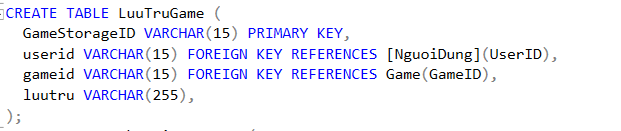 CREATE TABLE LuuTruGame (
GameStorageID VARCHAR(15) PRIMARY KEY,
userid VARCHAR(15) FOREIGN KEY REFERENCES [NguoiDung](UserID),
gameid VARCHAR(15) FOREIGN KEY REFERENCES Game(GameID),
luutru VARCHAR(255),
);